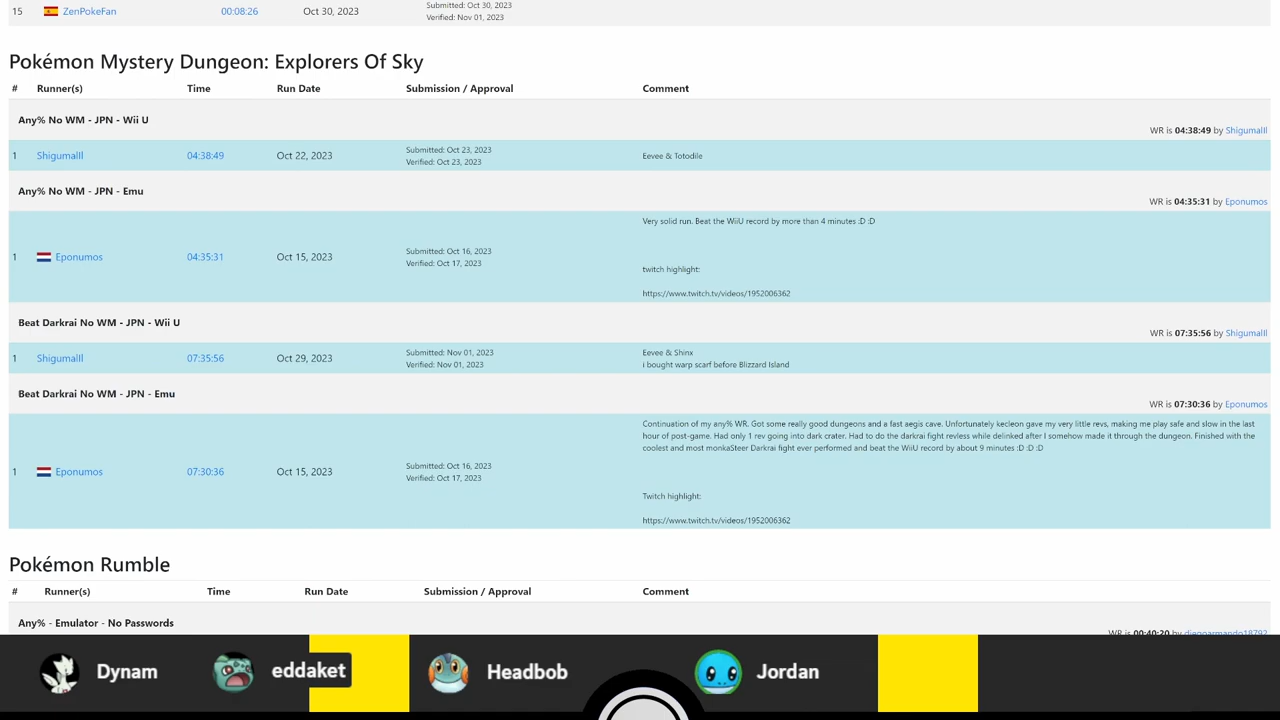 15 ZenPokeFan 00:08:26 Oct 30, 2023 Submitted: Oct 30, 2023
Verified: Nov 01, 2023
Pokémon Mystery Dungeon: Explorers Of Sky
# Runner(s) Time Run Date Submission / Approval Comment
Any% No WM - JPN - Wii U
WR is 04:38:49 by Shigumalll
1 Shigumalll 04:38:49 Oct 22, 2023 Submitted: Oct 23, 2023 Eevee & Totodile
Verified: Oct 23, 2023
Any% No WM - JPN - Emu
WR is 04:35:31 by Eponumos
Very solid run. Beat the WiiU record by more than 4 minutes :D :D
1 Eponumos 04:35:31 Oct 15, 2023 Submitted: Oct 16, 2023
Verified: Oct 17, 2023
twitch highlight:
https://www.twitch.tv/videos/1952006362
Beat Darkrai No WM - JPN - Wii U
WR is 07:35:56 by Shigumalll
1 Shigumalll 07:35:56 Oct 29, 2023 Submitted: Nov 01, 2023 Eevee & Shinx
Verified: Nov 01, 2023 i bought warp scarf before Blizzard Island
Beat Darkrai No WM - JPN - Emu
WR is 07:30:36 by Eponumos
Continuation of my any% WR. Got some really good dungeons and a fast aegis cave. Unfortunately kecleon gave my very little revs, making me play safe and slow in the last
hour of post-game. Had only 1 rev going into dark crater. Had to do the darkrai fight revless while delinked after I somehow made it through the dungeon. Finished with the
coolest and most monkaSteer Darkrai fight ever performed and beat the WiiU record by about 9 minutes :D :D :D
1 Eponumos 07:30:36 Oct 15, 2023 Submitted: Oct 16, 2023
Verified: Oct 17, 2023
Twitch highlight:
https://www.twitch.tv/videos/1952006362
Pokémon Rumble
# Runner(s) Time Run Date Submission / Approval Comment
Any% - Emulator - No Passwords
WR is 00:40:20 by diegoarmando18792
Dynam eddaket Headbob Jordan